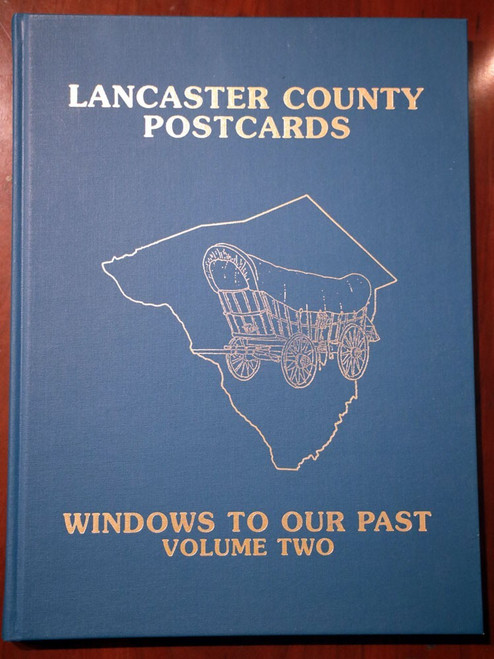 LANCASTER COUNTY
POSTCARDS
WINDOWS TO OUR PAST
VOLUME TWO